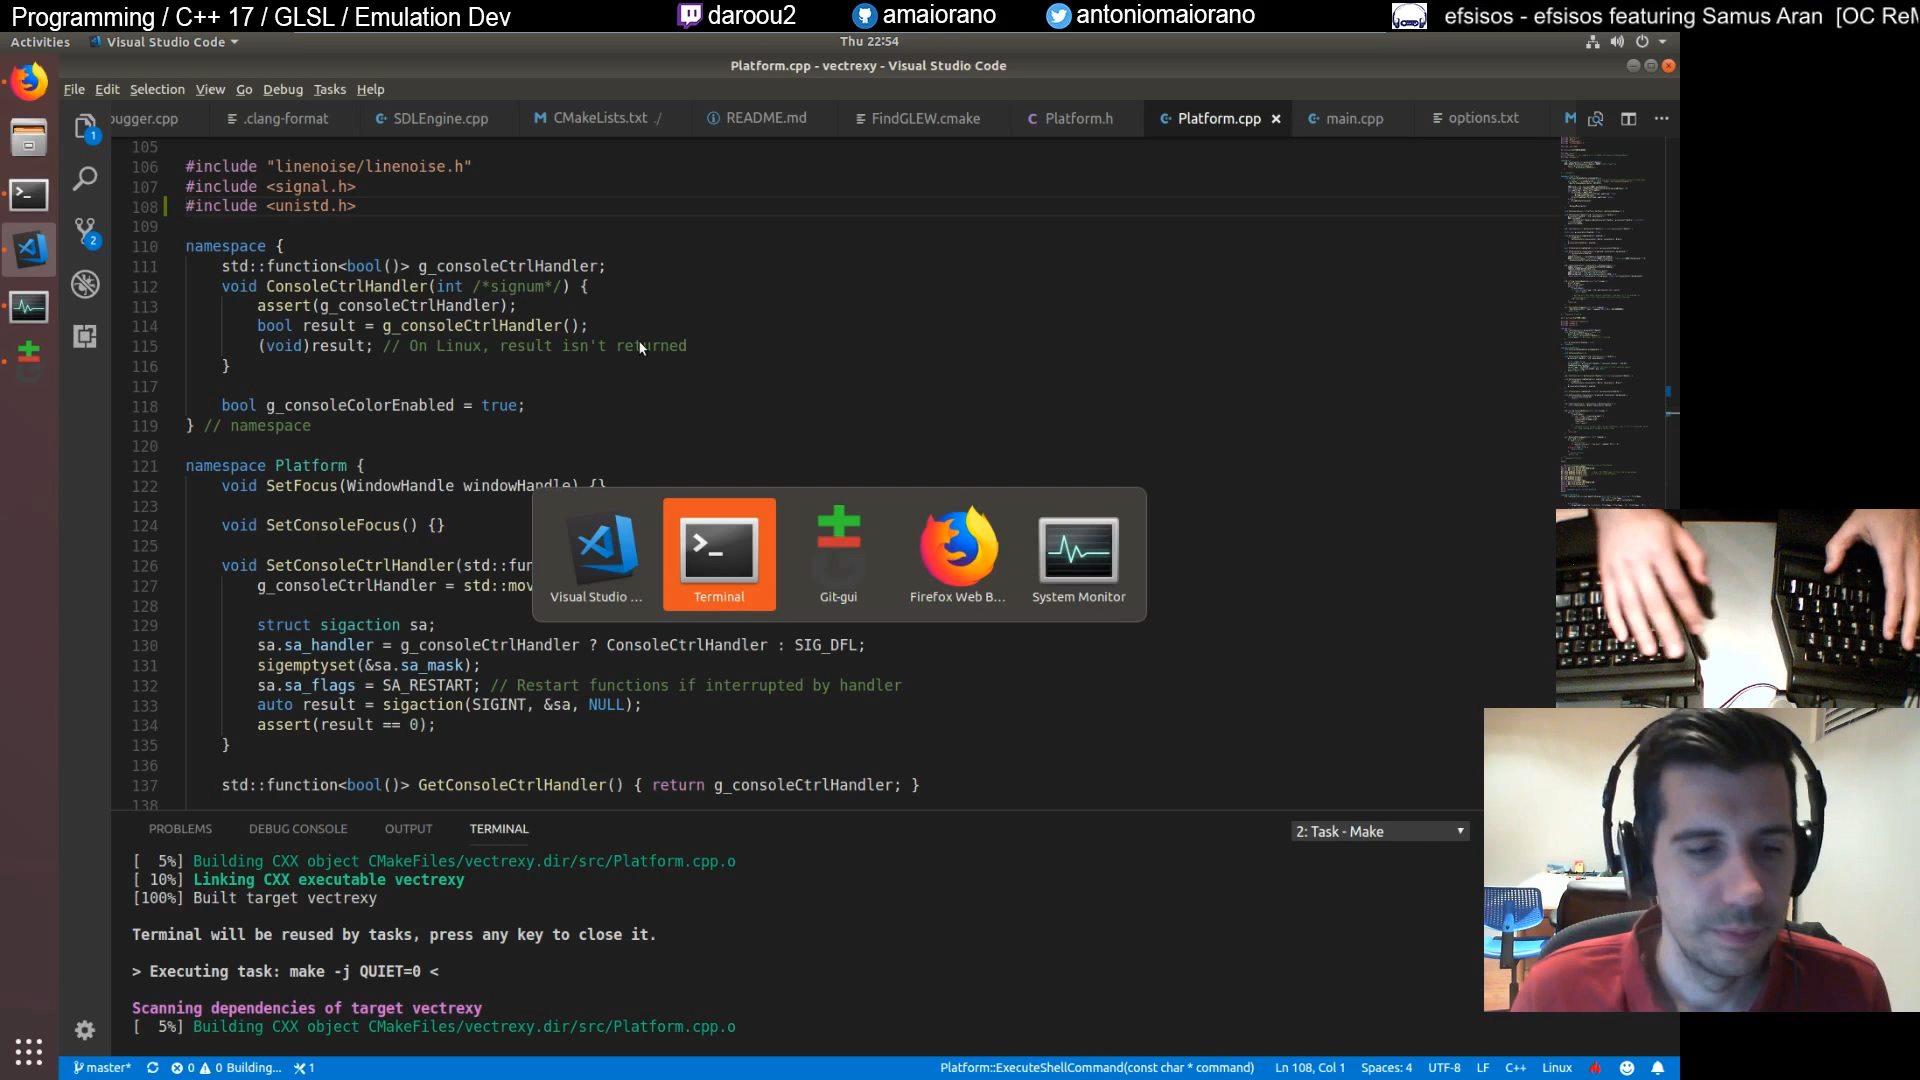 Programming / C++ 17 / GLSL / Emulation Dev
daroou2
amaiorano
antoniomaiorano
efsisos - efsisos featuring Samus Aran [OC ReM
Activities
Visual Studio Code
Thu 22:54
Platform.cpp - vectrexy - Visual Studio Code
File Edit Selection View Go Debug Tasks Help
ugger.cpp
.clang-format
SDLEngine.cpp
M CMakeLists.txt ./
README.md
FindGLEW.cmake
C Platform.h
Platform.cpp
main.cpp
options.txt
M
1
2
105
106 #include "linenoise/linenoise.h"
107 #include <signal.h>
108 #include <unistd.h>
109
110 namespace {
111 std::function<bool()> g_consoleCtrlHandler;
112 void ConsoleCtrlHandler(int /*signum*/) {
113 assert(g_consoleCtrlHandler);
114 bool result = g_consoleCtrlHandler();
115 (void)result; // On Linux, result isn't returned
116 }
117
118 bool g_consoleColorEnabled = true;
119 } // namespace
120
121 namespace Platform {
122 void SetFocus(WindowHandle windowHandle) {}
123
124 void SetConsoleFocus() {}
125
126 void SetConsoleCtrlHandler(std::fun
127 g_consoleCtrlHandler = std::mov
128
129 struct sigaction sa;
130 sa.sa_handler = g_consoleCtrlHandler ? ConsoleCtrlHandler : SIG_DFL;
131 sigemptyset(&sa.sa_mask);
132 sa.sa_flags = SA_RESTART; // Restart functions if interrupted by handler
133 auto result = sigaction(SIGINT, &sa, NULL);
134 assert(result == 0);
135 }
136
137 std::function<bool()> GetConsoleCtrlHandler() { return g_consoleCtrlHandler; }
138
Visual Studio ...
Terminal
Git-gui
Firefox Web B...
System Monitor
PROBLEMS DEBUG CONSOLE OUTPUT TERMINAL
2: Task - Make
[ 5%] Building CXX object CMakeFiles/vectrexy.dir/src/Platform.cpp.o
[ 10%] Linking CXX executable vectrexy
[100%] Built target vectrexy
Terminal will be reused by tasks, press any key to close it.
> Executing task: make -j QUIET=0 <
Scanning dependencies of target vectrexy
[ 5%] Building CXX object CMakeFiles/vectrexy.dir/src/Platform.cpp.o
master*
0
0 Building...
1
Platform::ExecuteShellCommand(const char * command)
Ln 108, Col 1
Spaces: 4
UTF-8
LF
C++
Linux